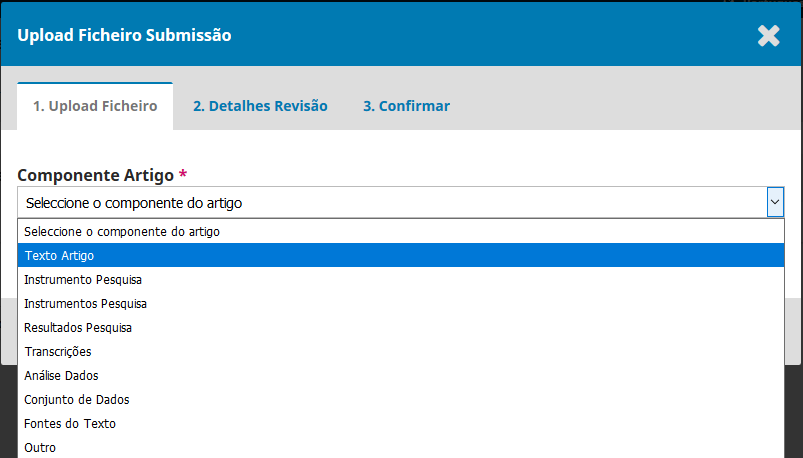 Upload Ficheiro Submissão
1. Upload Ficheiro 2. Detalhes Revisão 3. Confirmar
Componente Artigo *
Seleccione o componente do artigo
Seleccione o componente do artigo
Texto Artigo
Instrumento Pesquisa
Instrumentos Pesquisa
Resultados Pesquisa
Transcrições
Análise Dados
Conjunto de Dados
Fontes do Texto
Outro